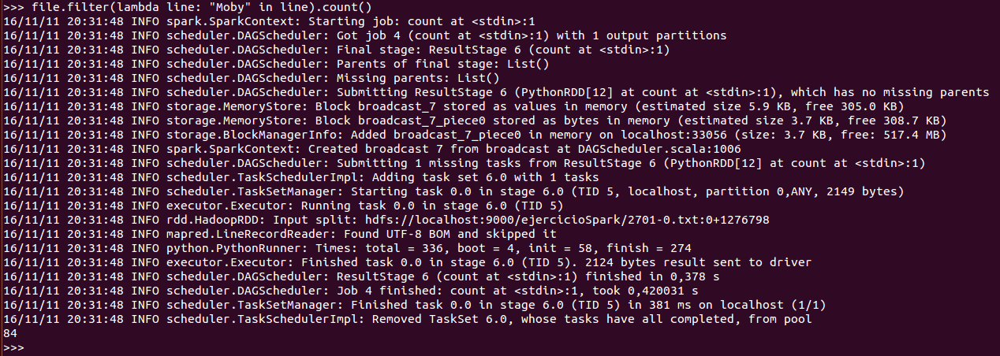 >>> file.filter(lambda line: "Moby" in line).count()
16/11/11 20:31:48 INFO spark.SparkContext: Starting job: count at <stdin>:1
16/11/11 20:31:48 INFO scheduler.DAGScheduler: Got job 4 (count at <stdin>:1) with 1 output partitions
16/11/11 20:31:48 INFO scheduler.DAGScheduler: Final stage: ResultStage 6 (count at <stdin>:1)
16/11/11 20:31:48 INFO scheduler.DAGScheduler: Parents of final stage: List()
16/11/11 20:31:48 INFO scheduler.DAGScheduler: Missing parents: List()
16/11/11 20:31:48 INFO scheduler.DAGScheduler: Submitting ResultStage 6 (PythonRDD[12] at count at <stdin>:1), which has no missing parents
16/11/11 20:31:48 INFO storage.MemoryStore: Block broadcast_7 stored as values in memory (estimated size 5.9 KB, free 305.0 KB)
16/11/11 20:31:48 INFO storage.MemoryStore: Block broadcast_7_piece0 stored as bytes in memory (estimated size 3.7 KB, free 308.7 KB)
16/11/11 20:31:48 INFO storage.BlockManagerInfo: Added broadcast_7_piece0 in memory on localhost:33056 (size: 3.7 KB, free: 517.4 MB)
16/11/11 20:31:48 INFO spark.SparkContext: Created broadcast 7 from broadcast at DAGScheduler.scala:1006
16/11/11 20:31:48 INFO scheduler.DAGScheduler: Submitting 1 missing tasks from ResultStage 6 (PythonRDD[12] at count at <stdin>:1)
16/11/11 20:31:48 INFO scheduler.TaskSchedulerImpl: Adding task set 6.0 with 1 tasks
16/11/11 20:31:48 INFO scheduler.TaskSetManager: Starting task 0.0 in stage 6.0 (TID 5, localhost, partition 0,ANY, 2149 bytes)
16/11/11 20:31:48 INFO executor.Executor: Running task 0.0 in stage 6.0 (TID 5)
16/11/11 20:31:48 INFO rdd.HadoopRDD: Input split: hdfs://localhost:9000/ejercicioSpark/2701-0.txt:0+1276798
16/11/11 20:31:48 INFO mapred.LineRecordReader: Found UTF-8 BOM and skipped it
16/11/11 20:31:48 INFO python.PythonRunner: Times: total = 336, boot = 4, init = 58, finish = 274
16/11/11 20:31:48 INFO executor.Executor: Finished task 0.0 in stage 6.0 (TID 5). 2124 bytes result sent to driver
16/11/11 20:31:48 INFO scheduler.DAGScheduler: ResultStage 6 (count at <stdin>:1) finished in 0,378 s
16/11/11 20:31:48 INFO scheduler.DAGScheduler: Job 4 finished: count at <stdin>:1, took 0,420031 s
16/11/11 20:31:48 INFO scheduler.TaskSetManager: Finished task 0.0 in stage 6.0 (TID 5) in 381 ms on localhost (1/1)
16/11/11 20:31:48 INFO scheduler.TaskSchedulerImpl: Removed TaskSet 6.0, whose tasks have all completed, from pool
84
>>>